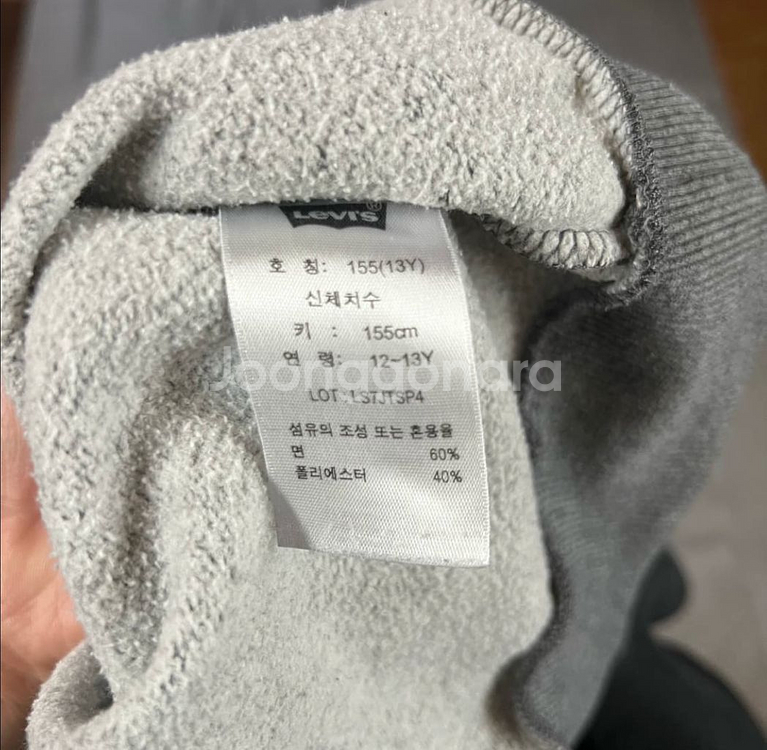 Levi's®
호 칭: 155(13Y)
신체치수
키 : 155cm
연 령: 12~13Y
Joonggonara
LOT: LS7JTSP4
섬유의 조성 또는 혼용율
면 60%
폴리에스터 40%